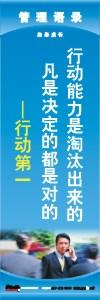 管理语录
行动能力是淘汰出来的
凡是决定的都是对的
——行动第一